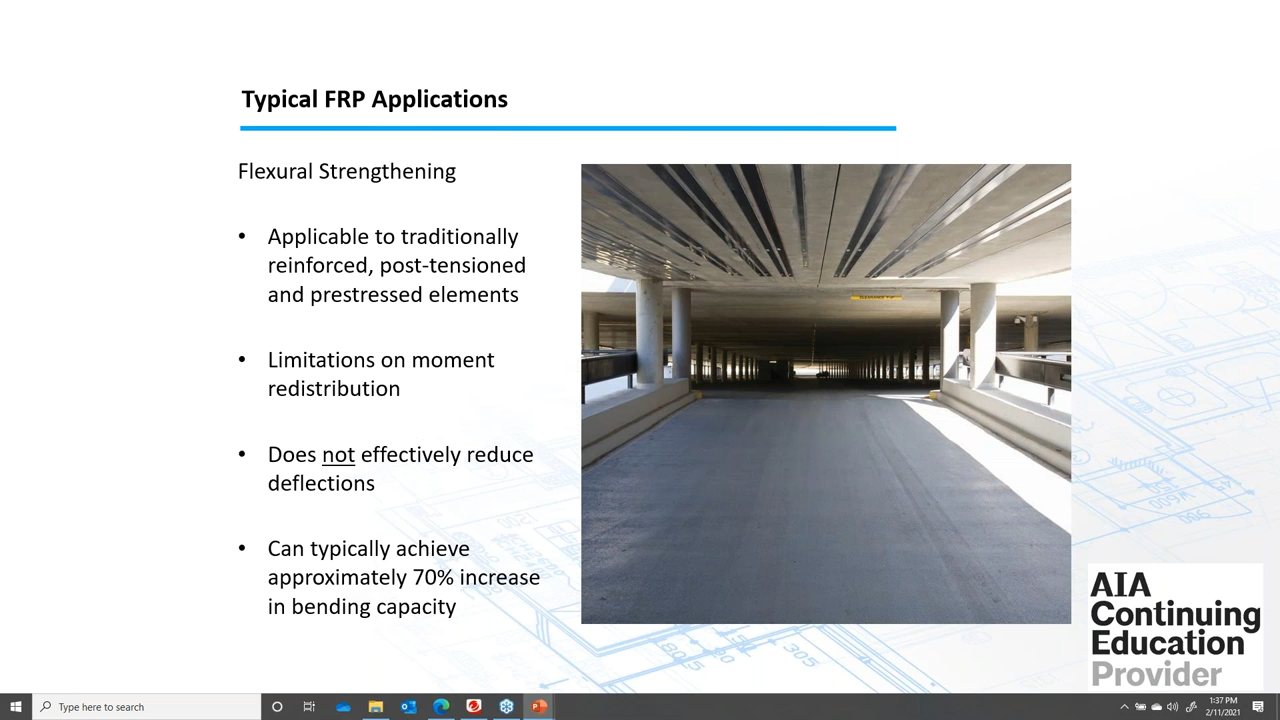 Typical FRP Applications
Flexural Strengthening
• Applicable to traditionally
reinforced, post-tensioned
and prestressed elements
• Limitations on moment
redistribution
• Does not effectively reduce
deflections
• Can typically achieve
approximately 70% increase
in bending capacity
AIA
Continuing
Education
Provider
Type here to search
1:37 PM
2/11/2021